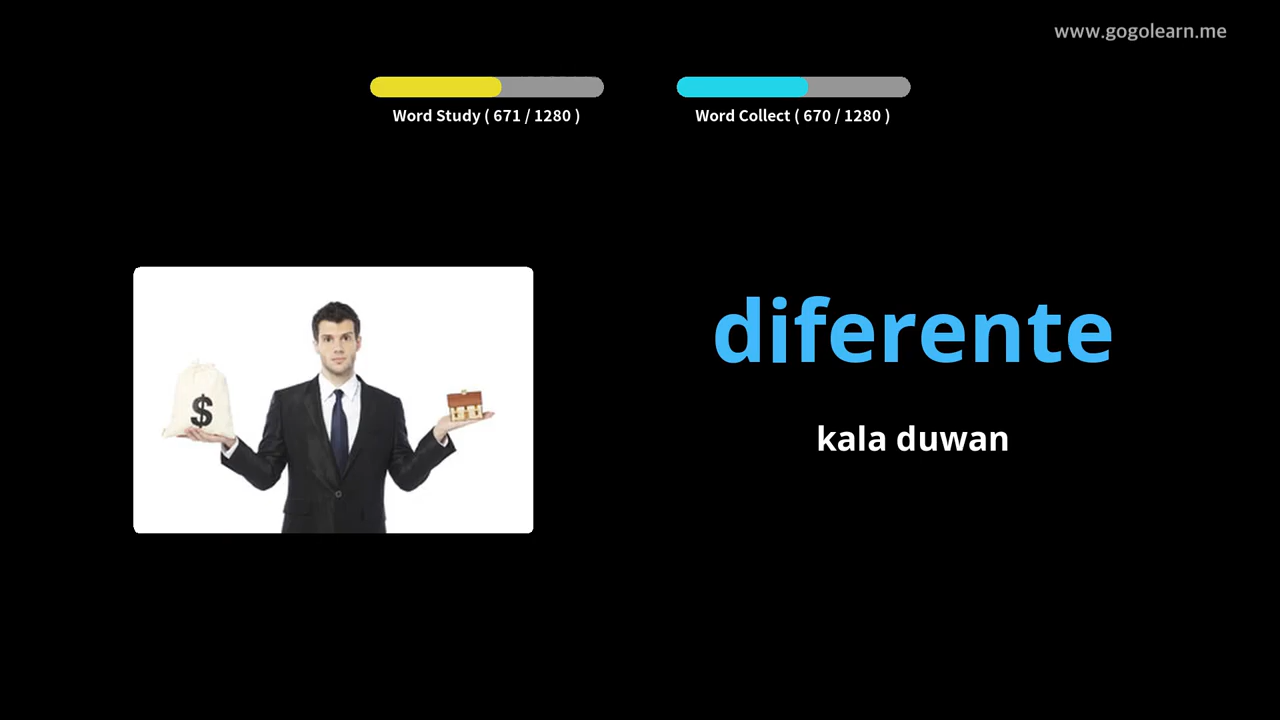 www.gogolearn.me
Word Study ( 671 / 1280 )
Word Collect ( 670 / 1280 )
$
diferente
kala duwan